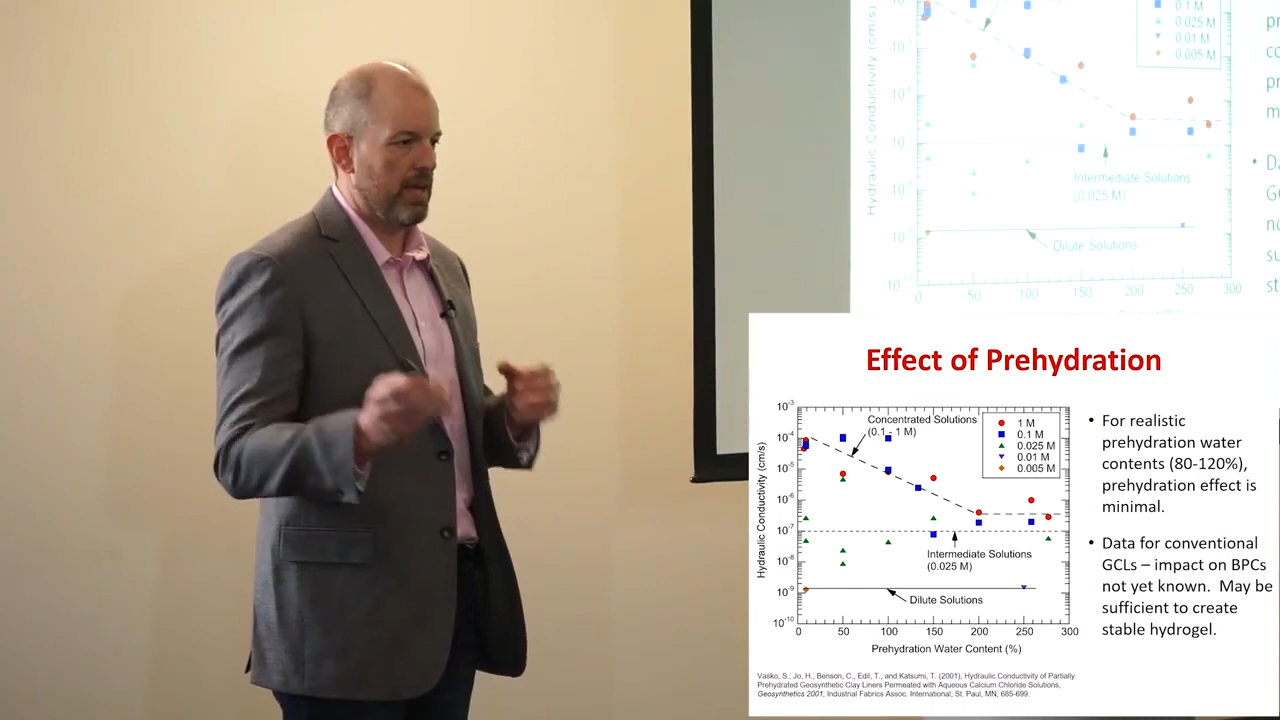 0.1 M
0.025 M
0.01 M
0.005 M
Hydraulic Conductivity (cm/s)
Intermediate Solutions
(0.025 M)
Dilute Solutions
0
50
100
150
200
250
300
Effect of Prehydration
10-3
10-4
10-5
10-6
10-7
10-8
10-9
10-10
Hydraulic Conductivity (cm/s)
Concentrated Solutions
(0.1 - 1 M)
1 M
0.1 M
0.025 M
0.01 M
0.005 M
Intermediate Solutions
(0.025 M)
Dilute Solutions
0 50 100 150 200 250 300
Prehydration Water Content (%)
• For realistic
prehydration water
contents (80-120%),
prehydration effect is
minimal.
• Data for conventional
GCLs – impact on BPCs
not yet known. May be
sufficient to create
stable hydrogel.
Vasko, S., Jo, H., Benson, C., Edil, T., and Katsumi, T. (2001), Hydraulic Conductivity of Partially
Prehydrated Geosynthetic Clay Liners Permeated with Aqueous Calcium Chloride Solutions,
Geosynthetics 2001, Industrial Fabrics Assoc. International, St. Paul, MN, 685-699.